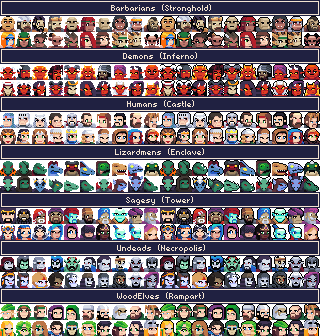 Barbarians (Stronghold)
Demons (Inferno)
Humans (Castle)
Lizardmens (Enclave)
Sagesy (Tower)
Undeads (Necropolis)
WoodElves (Rampart)